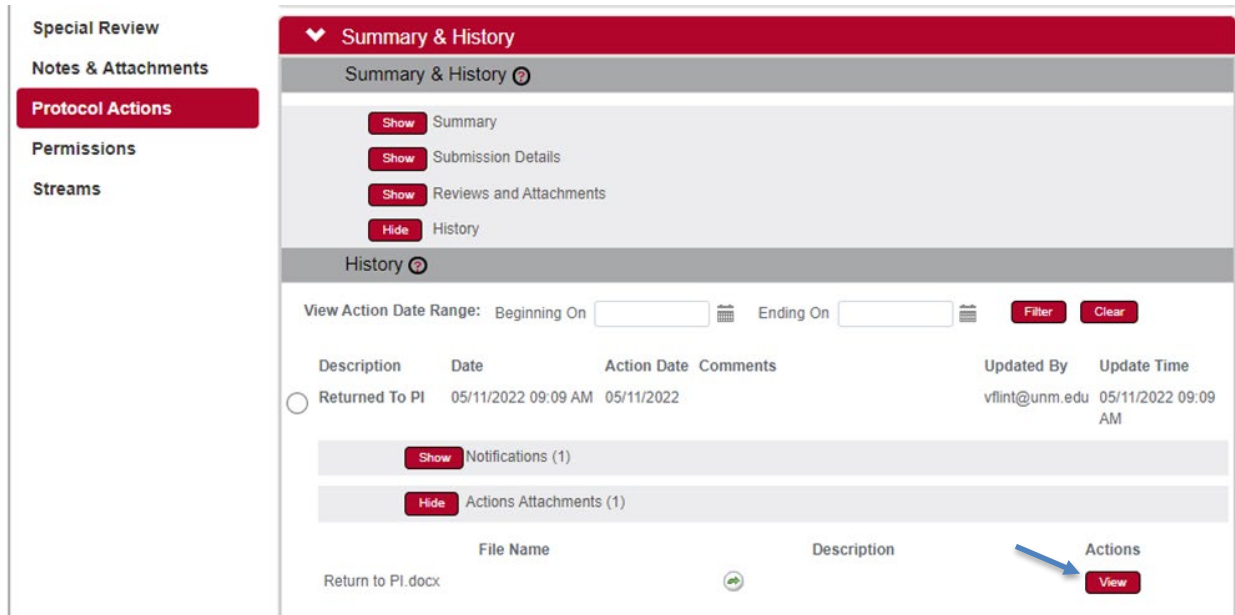 Special Review
Notes & Attachments
Protocol Actions
Permissions
Streams
Summary & History
Summary & History ?
Show Summary
Show Submission Details
Show Reviews and Attachments
Hide History
History ?
View Action Date Range: Beginning On Ending On Filter Clear
Description Date Action Date Comments Updated By Update Time
Returned To PI 05/11/2022 09:09 AM 05/11/2022 vflint@unm.edu 05/11/2022 09:09
AM
Show Notifications (1)
Hide Actions Attachments (1)
File Name Description Actions
Return to PI.docx View